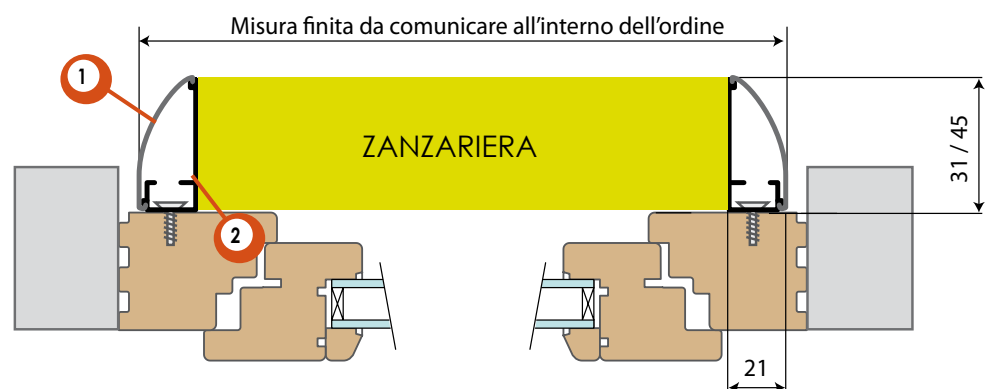 Misura finita da comunicare all'interno dell'ordine
1
ZANZARIERA
31 / 45
2
21